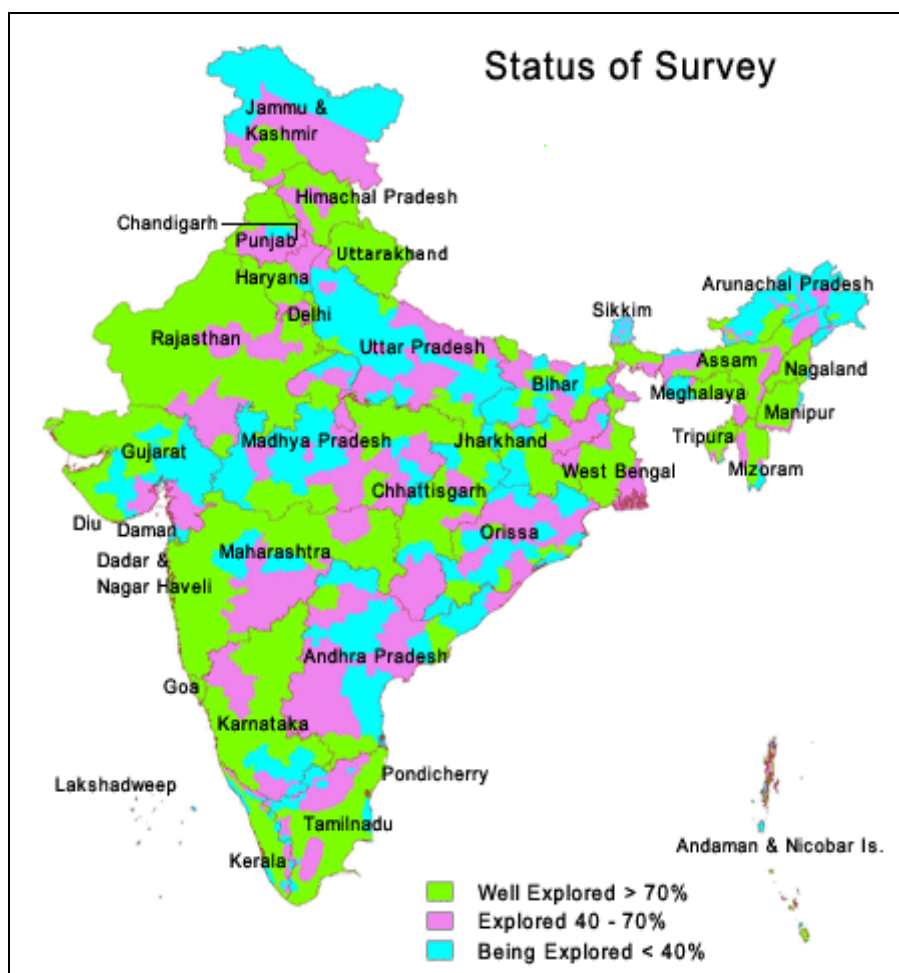 Status of Survey
Jammu &
Kashmir
Himachal Pradesh
Chandigarh
Punjab
Uttarakhand
Haryana
Delhi
Rajasthan
Uttar Pradesh
Sikkim
Arunachal Pradesh
Assam
Nagaland
Bihar
Meghalaya
Manipur
Tripura
Mizoram
Gujarat
Madhya Pradesh
Jharkhand
West Bengal
Chhattisgarh
Diu
Daman
Orissa
Dadar &
Nagar Haveli
Maharashtra
Andhra Pradesh
Goa
Karnataka
Lakshadweep
Pondicherry
Tamilnadu
Kerala
Andaman & Nicobar Is.
Well Explored > 70%
Explored 40 - 70%
Being Explored < 40%